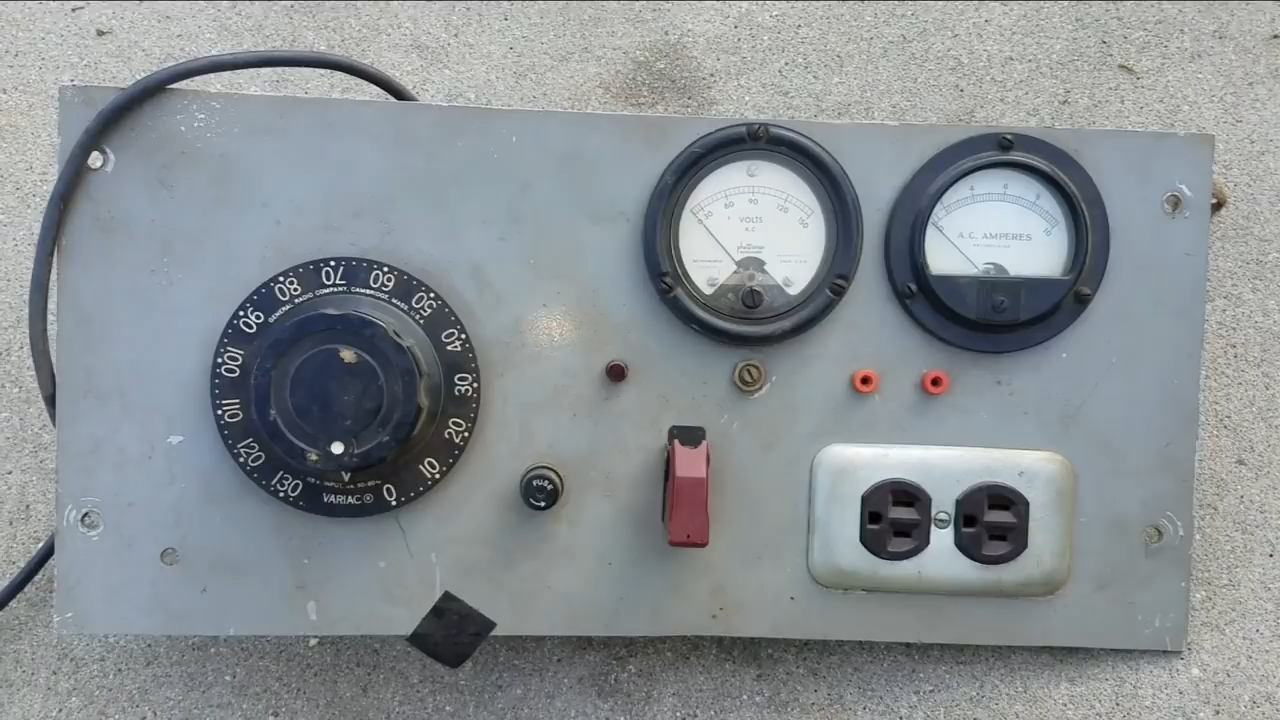 80 70 60
90 50
GENERAL RADIO COMPANY, CAMBRIDGE, MASS. U.S.A.
100 40
110 30
120 20
130 10
0
VARIAC®
FUSE
0 30 60 90 120 150
VOLTS
A.C.
4 6 8
10
A.C. AMPERES